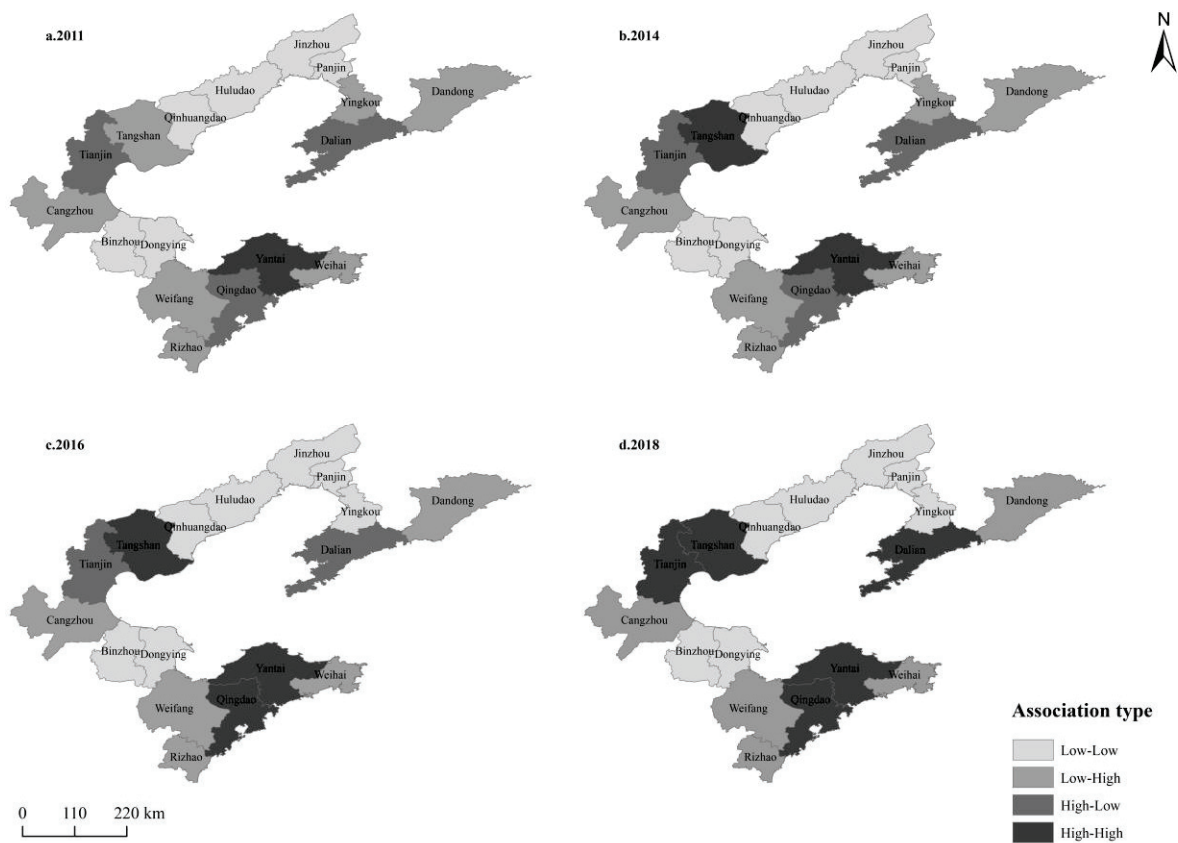 a.2011
Jinzhou
Panjin
Huludao
Yingkou
Dandong
Qinhuangdao
Tangshan
Dalian
Tianjin
Cangzhou
Binzhou
Dongying
Yantai
Weihai
Qingdao
Weifang
Rizhao
b.2014
N
Jinzhou
Panjin
Huludao
Yingkou
Dandong
Qinhuangdao
Tangshan
Dalian
Tianjin
Cangzhou
Binzhou
Dongying
Yantai
Weihai
Qingdao
Weifang
Rizhao
c.2016
Jinzhou
Panjin
Huludao
Dandong
Yingkou
Qinhuangdao
Tangshan
Dalian
Tianjin
Cangzhou
Binzhou
Dongying
Yantai
Weihai
Qingdao
Weifang
Rizhao
0 110 220 km
d.2018
Jinzhou
Panjin
Huludao
Dandong
Yingkou
Qinhuangdao
Tangshan
Dalian
Tianjin
Cangzhou
Binzhou
Dongying
Yantai
Weihai
Qingdao
Weifang
Rizhao
Association type
Low-Low
Low-High
High-Low
High-High